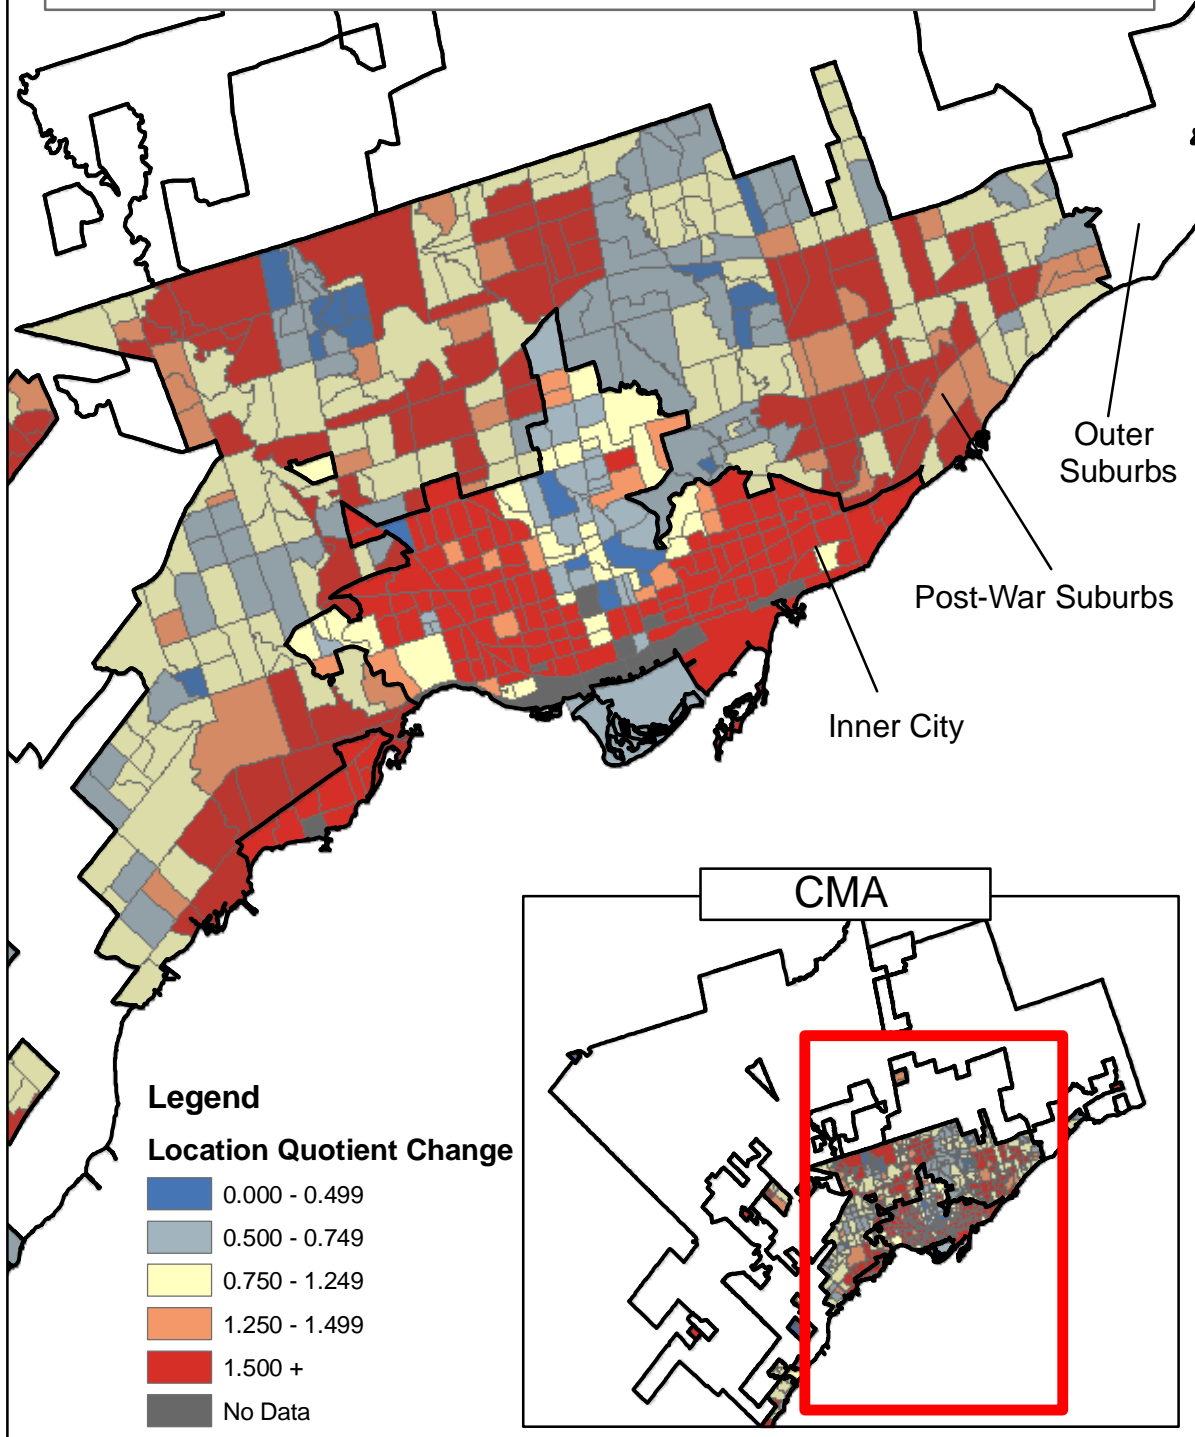 Outer
Suburbs
Post-War Suburbs
Inner City
CMA
Legend
Location Quotient Change
0.000 - 0.499
0.500 - 0.749
0.750 - 1.249
1.250 - 1.499
1.500 +
No Data